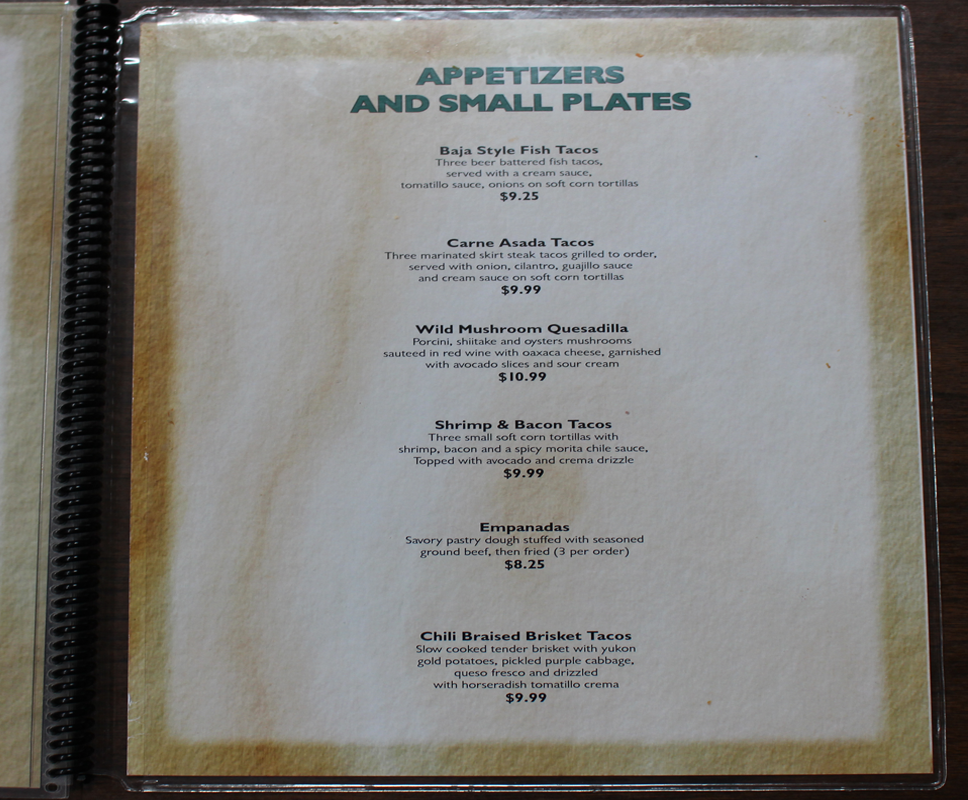 APPETIZERS
AND SMALL PLATES
Baja Style Fish Tacos
Three beer battered fish tacos,
served with a cream sauce,
tomatillo sauce, onions on soft corn tortillas
$9.25
Carne Asada Tacos
Three marinated skirt steak tacos grilled to order,
served with onion, cilantro, guajillo sauce
and cream sauce on soft corn tortillas
$9.99
Wild Mushroom Quesadilla
Porcini, shiitake and oysters mushrooms
sauteed in red wine with oaxaca cheese, garnished
with avocado slices and sour cream
$10.99
Shrimp & Bacon Tacos
Three small soft corn tortillas with
shrimp, bacon and a spicy morita chile sauce,
Topped with avocado and crema drizzle
$9.99
Empanadas
Savory pastry dough stuffed with seasoned
ground beef, then fried (3 per order)
$8.25
Chili Braised Brisket Tacos
Slow cooked tender brisket with yukon
gold potatoes, pickled purple cabbage,
queso fresco and drizzled
with horseradish tomatillo crema
$9.99